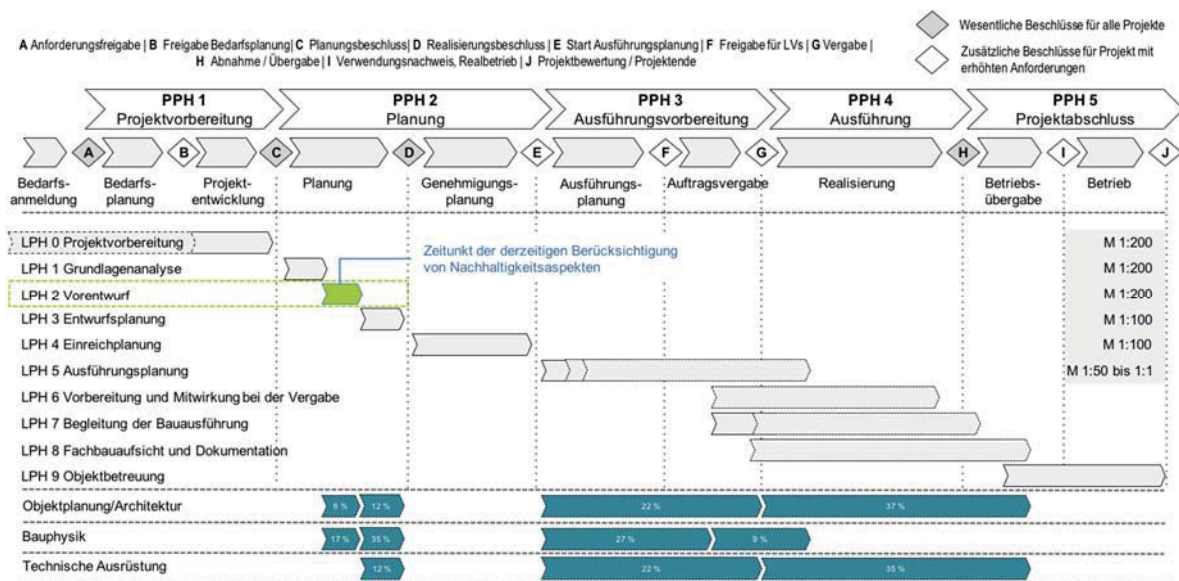 Wesentliche Beschlüsse für alle Projekte
A Anforderungsfreigabe | B Freigabe Bedarfsplanung| C Planungsbeschluss| D Realisierungsbeschluss | E Start Ausführungsplanung | F Freigabe für LVs | G Vergabe |
H Abnahme / Übergabe | I Verwendungsnachweis, Realbetrieb | J Projektbewertung / Projektende
Zusätzliche Beschlüsse für Projekt mit
erhöhten Anforderungen
PPH 1
Projektvorbereitung
PPH 2
Planung
PPH 3
Ausführungsvorbereitung
PPH 4
Ausführung
PPH 5
Projektabschluss
A B C D E F G H I J
Bedarfs-
anmeldung
Bedarfs-
planung
Projekt-
entwicklung
Planung
Genehmigungs-
planung
Ausführungs-
planung
Auftragsvergabe
Realisierung
Betriebs-
übergabe
Betrieb
LPH 0 Projektvorbereitung M 1:200
Zeitunkt der derzeitigen Berücksichtigung
von Nachhaltigkeitsaspekten
LPH 1 Grundlagenanalyse M 1:200
LPH 2 Vorentwurf M 1:200
LPH 3 Entwurfsplanung M 1:100
LPH 4 Einreichplanung M 1:100
LPH 5 Ausführungsplanung M 1:50 bis 1:1
LPH 6 Vorbereitung und Mitwirkung bei der Vergabe
LPH 7 Begleitung der Bauausführung
LPH 8 Fachbauaufsicht und Dokumentation
LPH 9 Objektbetreuung
Objektplanung/Architektur 12 % 22 % 37 %
Bauphysik 17 % 35 % 27 % 9 %
Technische Ausrüstung 12 % 22 % 35 %